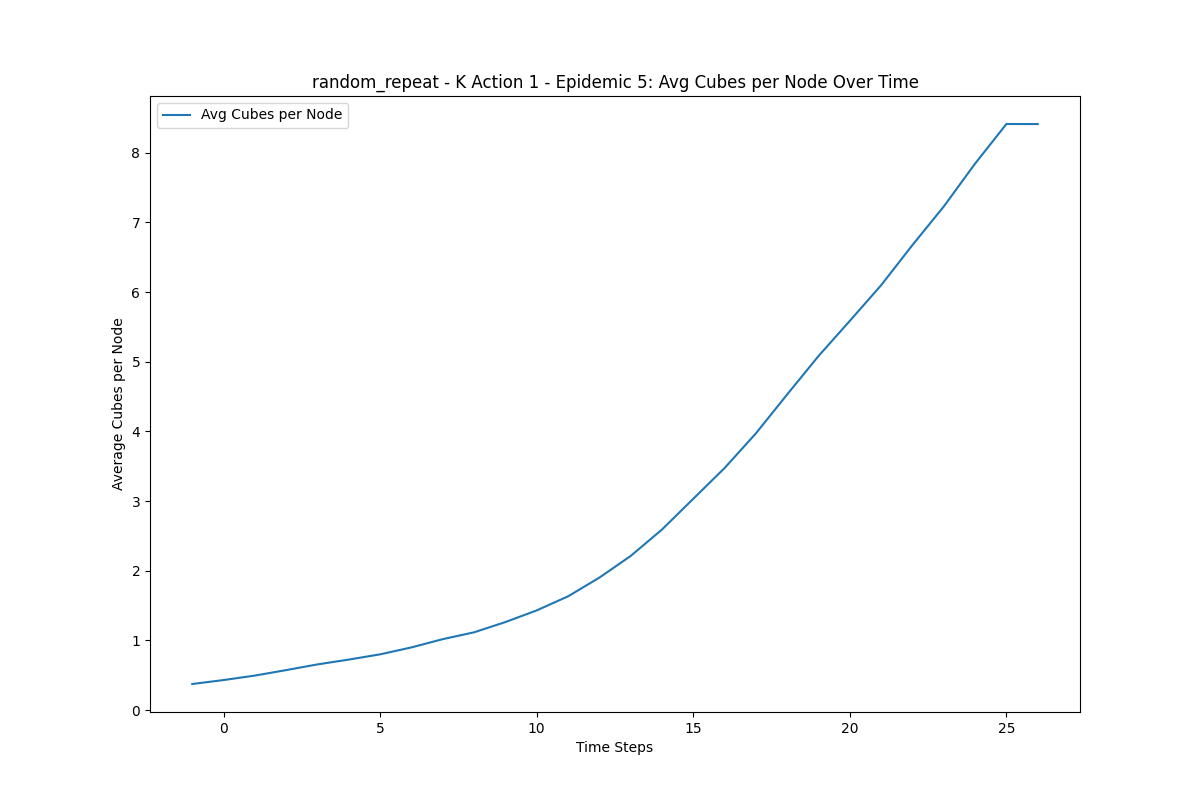 random_repeat - K Action 1 - Epidemic 5: Avg Cubes per Node Over Time
Avg Cubes per Node
8
7
6
5
4
3
2
1
0
Average Cubes per Node
0 5 10 15 20 25
Time Steps